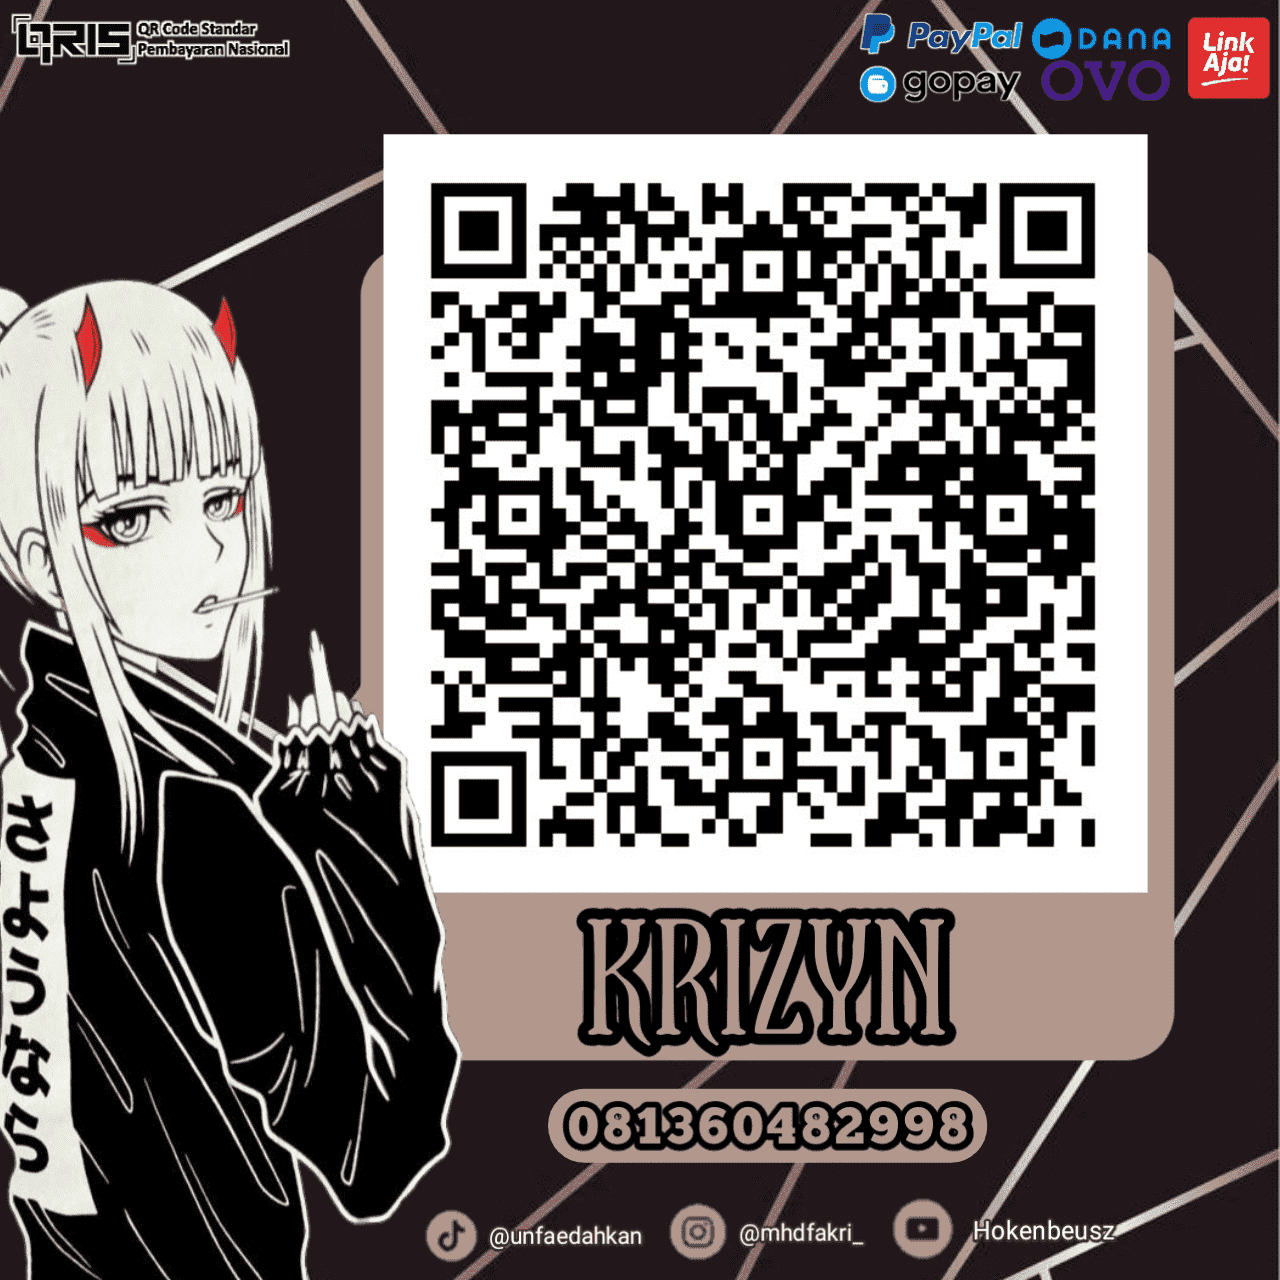 QRIS
QR Code Standar
Pembayaran Nasional
PayPal
DANA
gopay
OVO
Link
Aja!
さようなら
KRIZYN
081360482998
@unfaedahkan
@mhdfakri_
Hokenbeusz